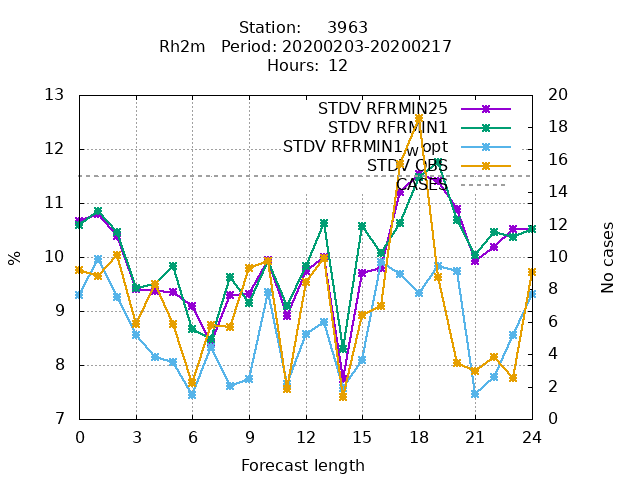 Station: 3963
Rh2m Period: 20200203-20200217
Hours: 12
STDV RFRMIN25
STDV RFRMIN1
STDV RFRMIN1_w_opt
STDV OBS
CASES
%
No cases
13
12
11
10
9
8
7
20
18
16
14
12
10
8
6
4
2
0
0 3 6 9 12 15 18 21 24
Forecast length